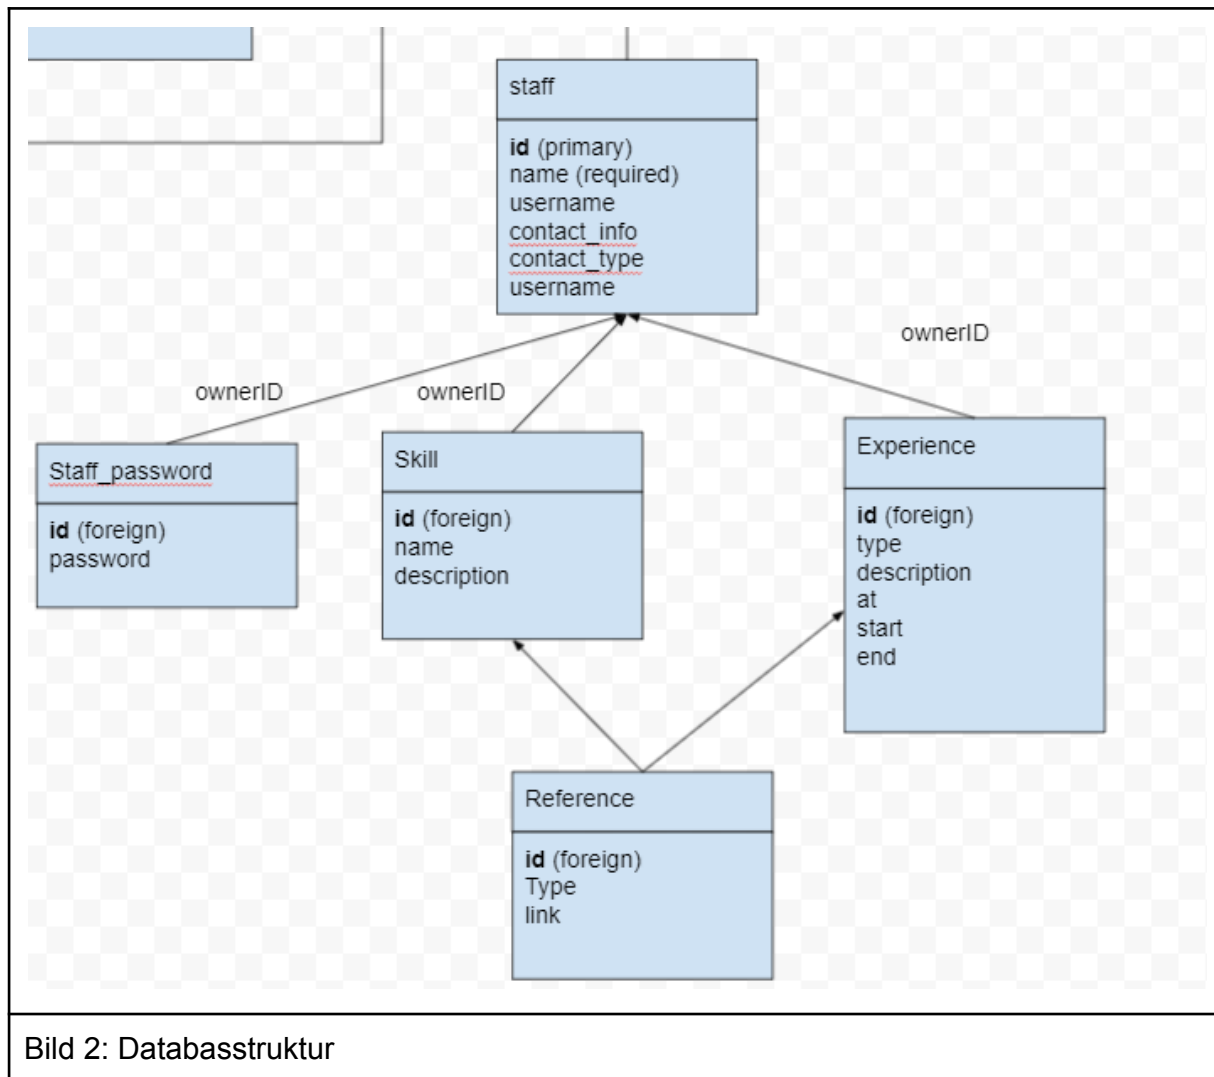 staff
id (primary)
name (required)
username
contact_info
contact_type
username
ownerID
ownerID
ownerID
Staff_password
id (foreign)
password
Skill
id (foreign)
name
description
Experience
id (foreign)
type
description
at
start
end
Reference
id (foreign)
Type
link
Bild 2: Databasstruktur